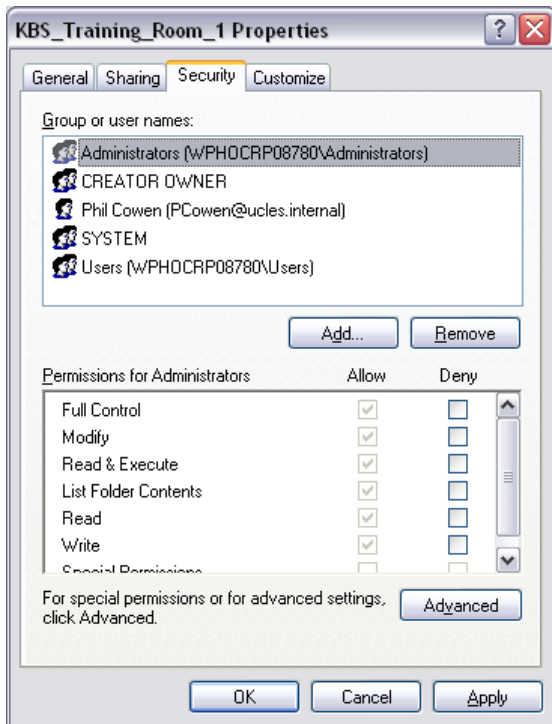 KBS_Training_Room_1 Properties
General Sharing Security Customize
Group or user names:
Administrators (WPHOCRP08780\Administrators)
CREATOR OWNER
Phil Cowen (PCowen@ucles.internal)
SYSTEM
Users (WPHOCRP08780\Users)
Add... Remove
Permissions for Administrators Allow Deny
Full Control
Modify
Read & Execute
List Folder Contents
Read
Write
Special Permissions
For special permissions or for advanced settings, Advanced
click Advanced.
OK Cancel Apply